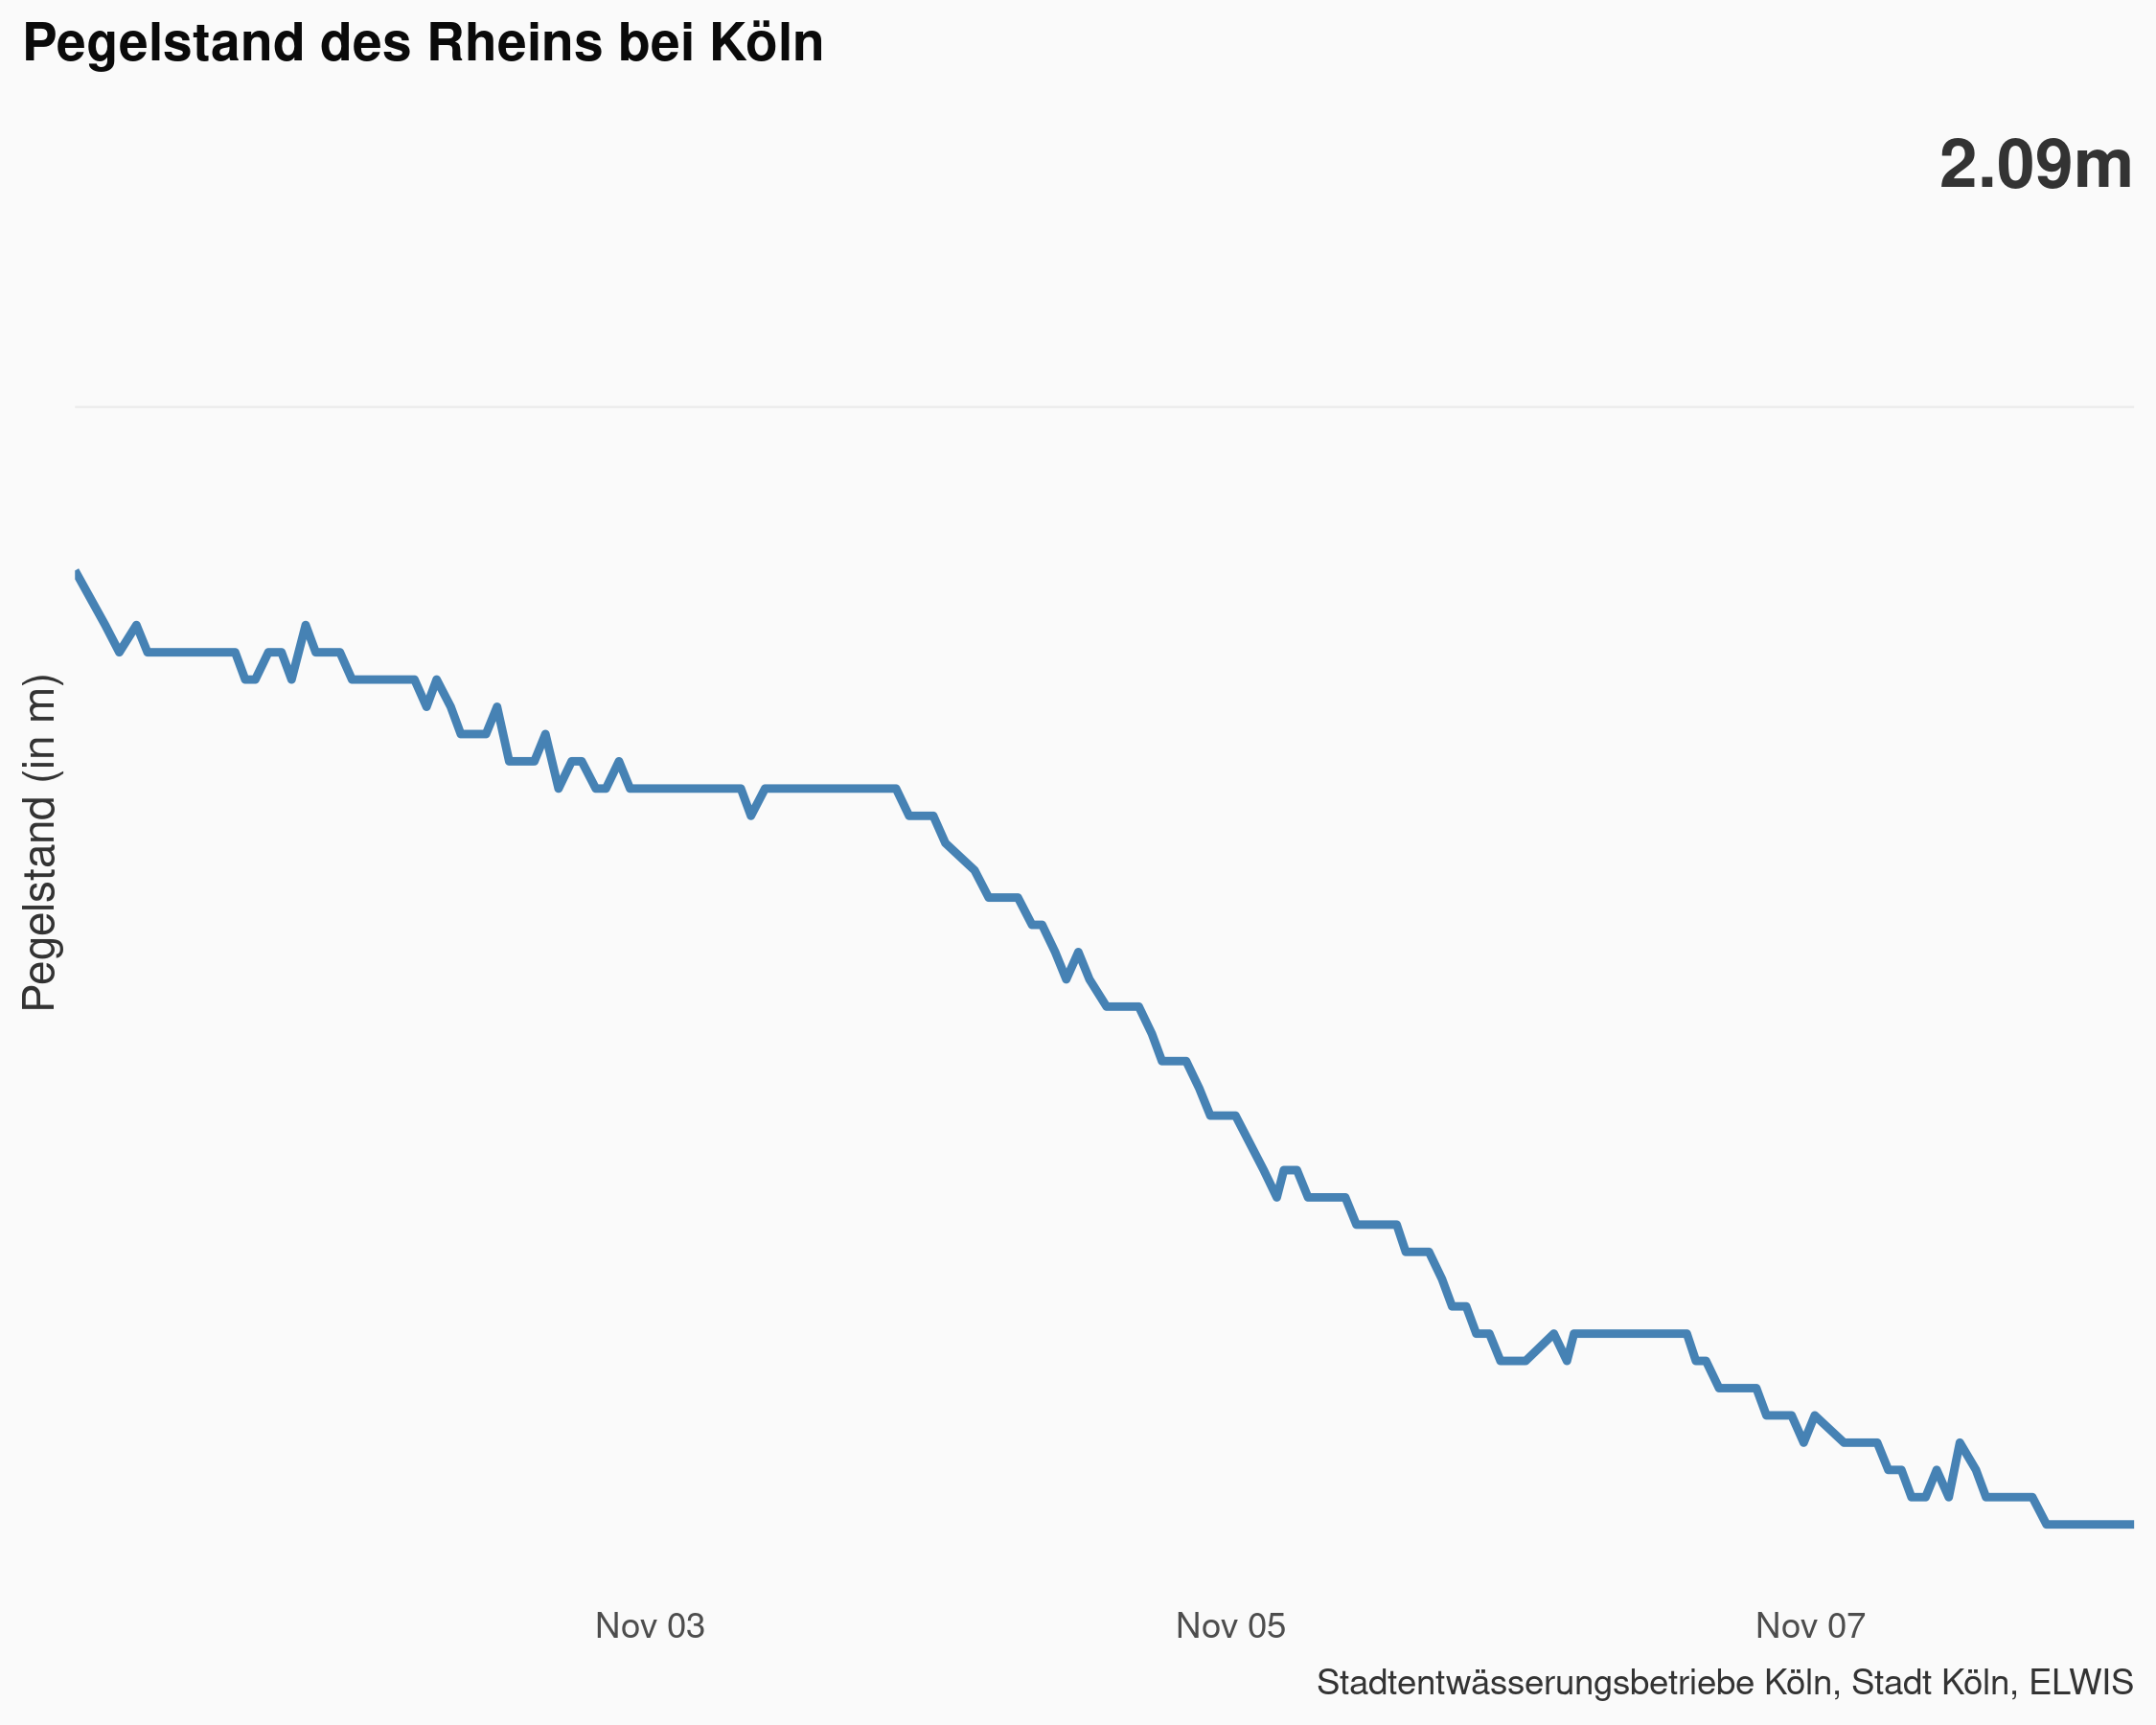 Pegelstand des Rheins bei Köln
2.09m
Pegelstand (in m)
Nov 03 Nov 05 Nov 07
Stadtentwässerungsbetriebe Köln, Stadt Köln, ELWIS